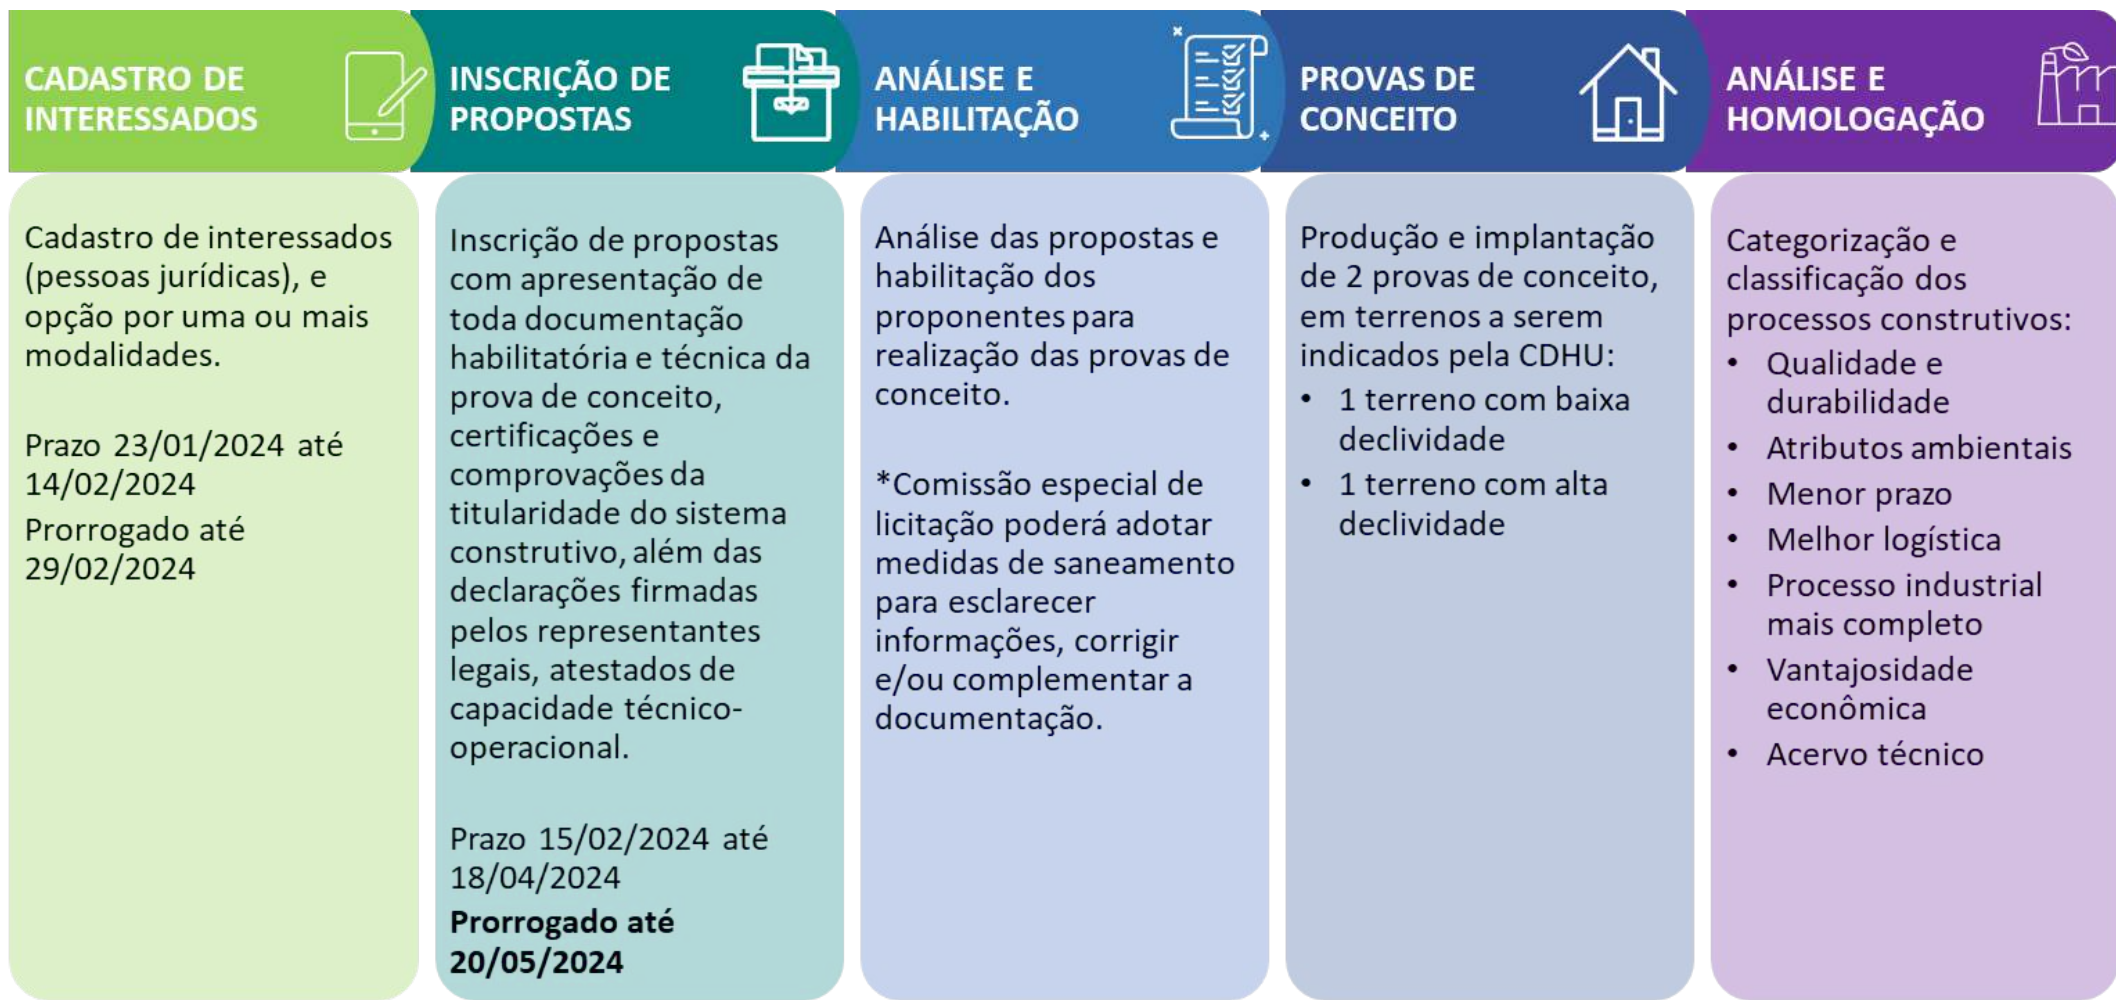 CADASTRO DE
INTERESSADOS
Cadastro de interessados
(pessoas jurídicas), e
opção por uma ou mais
modalidades.
Prazo 23/01/2024 até
14/02/2024
Prorrogado até
29/02/2024
INSCRIÇÃO DE
PROPOSTAS
Inscrição de propostas
com apresentação de
toda documentação
habilitatória e técnica da
prova de conceito,
certificações e
comprovações da
titularidade do sistema
construtivo, além das
declarações firmadas
pelos representantes
legais, atestados de
capacidade técnico-
operacional.
Prazo 15/02/2024 até
18/04/2024
Prorrogado até
20/05/2024
ANÁLISE E
HABILITAÇÃO
Análise das propostas e
habilitação dos
proponentes para
realização das provas de
conceito.
*Comissão especial de
licitação poderá adotar
medidas de saneamento
para esclarecer
informações, corrigir
e/ou complementar a
documentação.
PROVAS DE
CONCEITO
Produção e implantação
de 2 provas de conceito,
em terrenos a serem
indicados pela CDHU:
• 1 terreno com baixa
declividade
• 1 terreno com alta
declividade
ANÁLISE E
HOMOLOGAÇÃO
Categorização e
classificação dos
processos construtivos:
• Qualidade e
durabilidade
• Atributos ambientais
• Menor prazo
• Melhor logística
• Processo industrial
mais completo
• Vantajosidade
econômica
• Acervo técnico